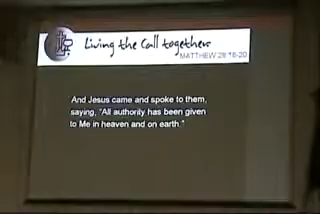 Living the Call together
MATTHEW 28:16-20
And Jesus came and spoke to them,
saying, "All authority has been given
to Me in heaven and on earth."